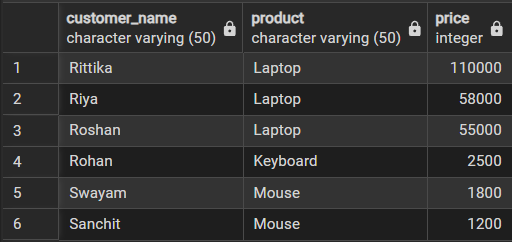 customer_name product price
character varying (50) character varying (50) integer
1 Rittika Laptop 110000
2 Riya Laptop 58000
3 Roshan Laptop 55000
4 Rohan Keyboard 2500
5 Swayam Mouse 1800
6 Sanchit Mouse 1200